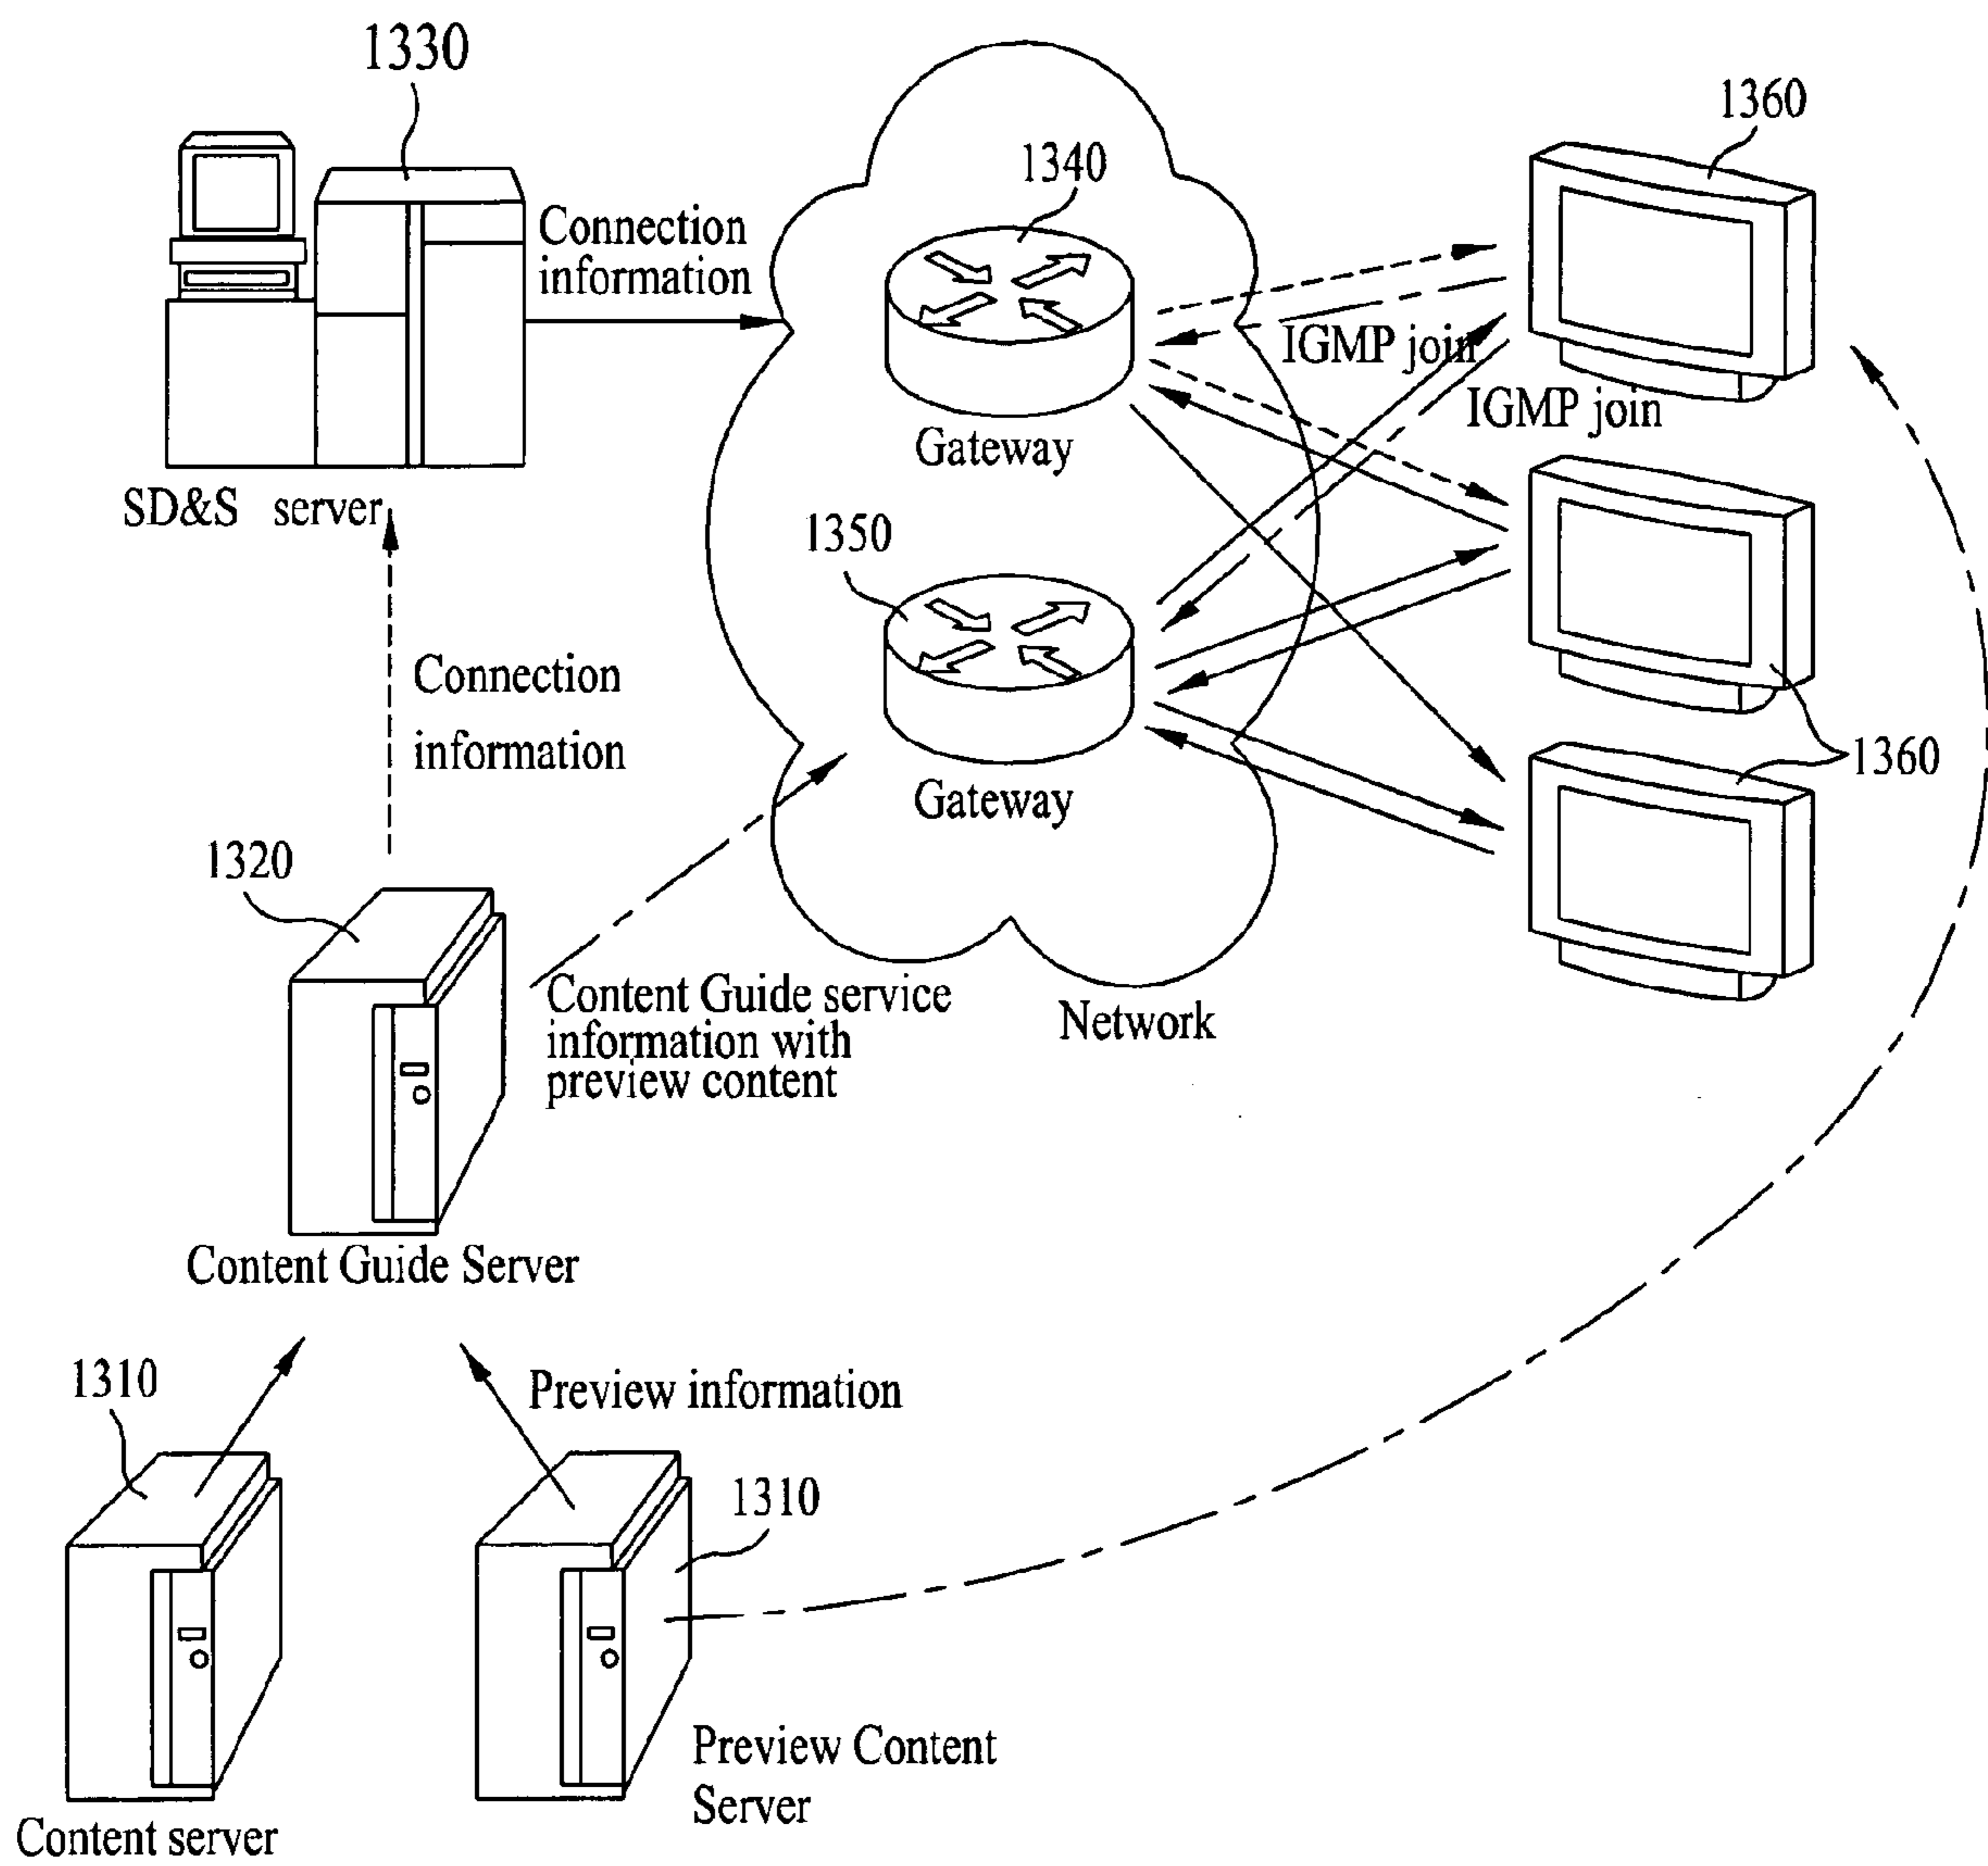 1330
1360
1340
Connection
information
IGMP join
IGMP join
Gateway
SD&S server
1350
Connection
information
1360
Gateway
1320
Content Guide service
information with
preview content
Network
Content Guide Server
1310
Preview information
1310
Preview Content
Server
Content server